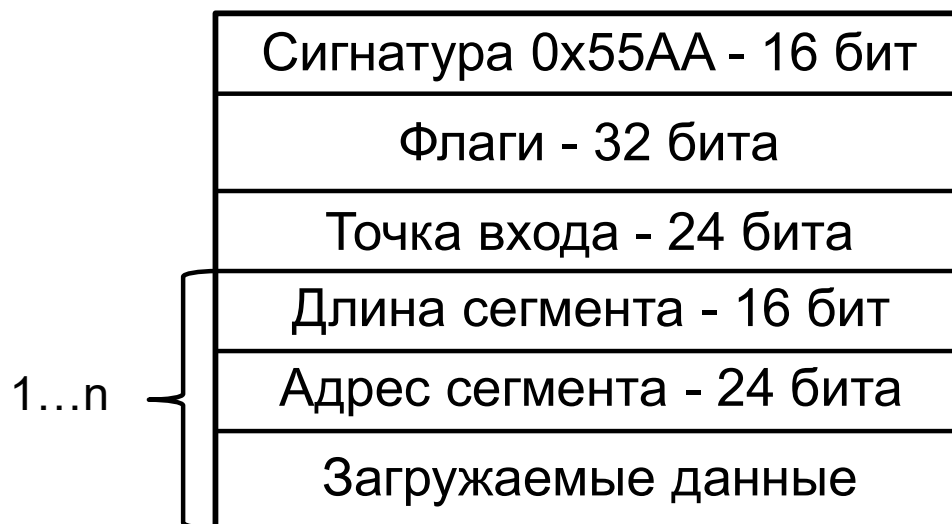 Сигнатура 0x55AA - 16 бит
Флаги - 32 бита
Точка входа - 24 бита
Длина сегмента - 16 бит
1...n
Адрес сегмента - 24 бита
Загружаемые данные